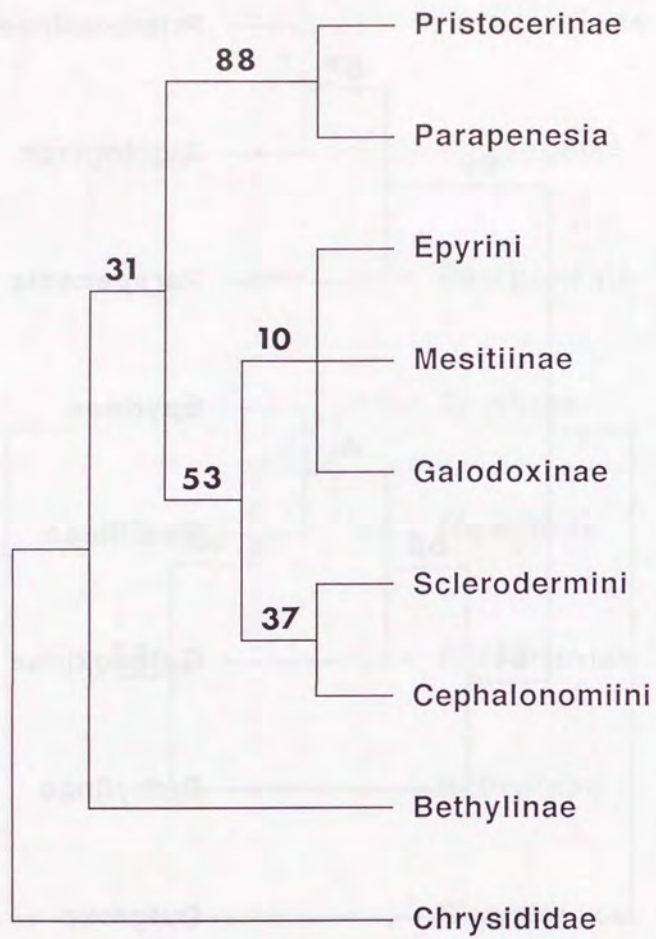 Pristocerinae
88
Parapenesia
Epyrini
31
10
Mesitiinae
53
Galodoxinae
Sclerodermini
37
Cephalonomiini
Bethylinae
Chrysididae